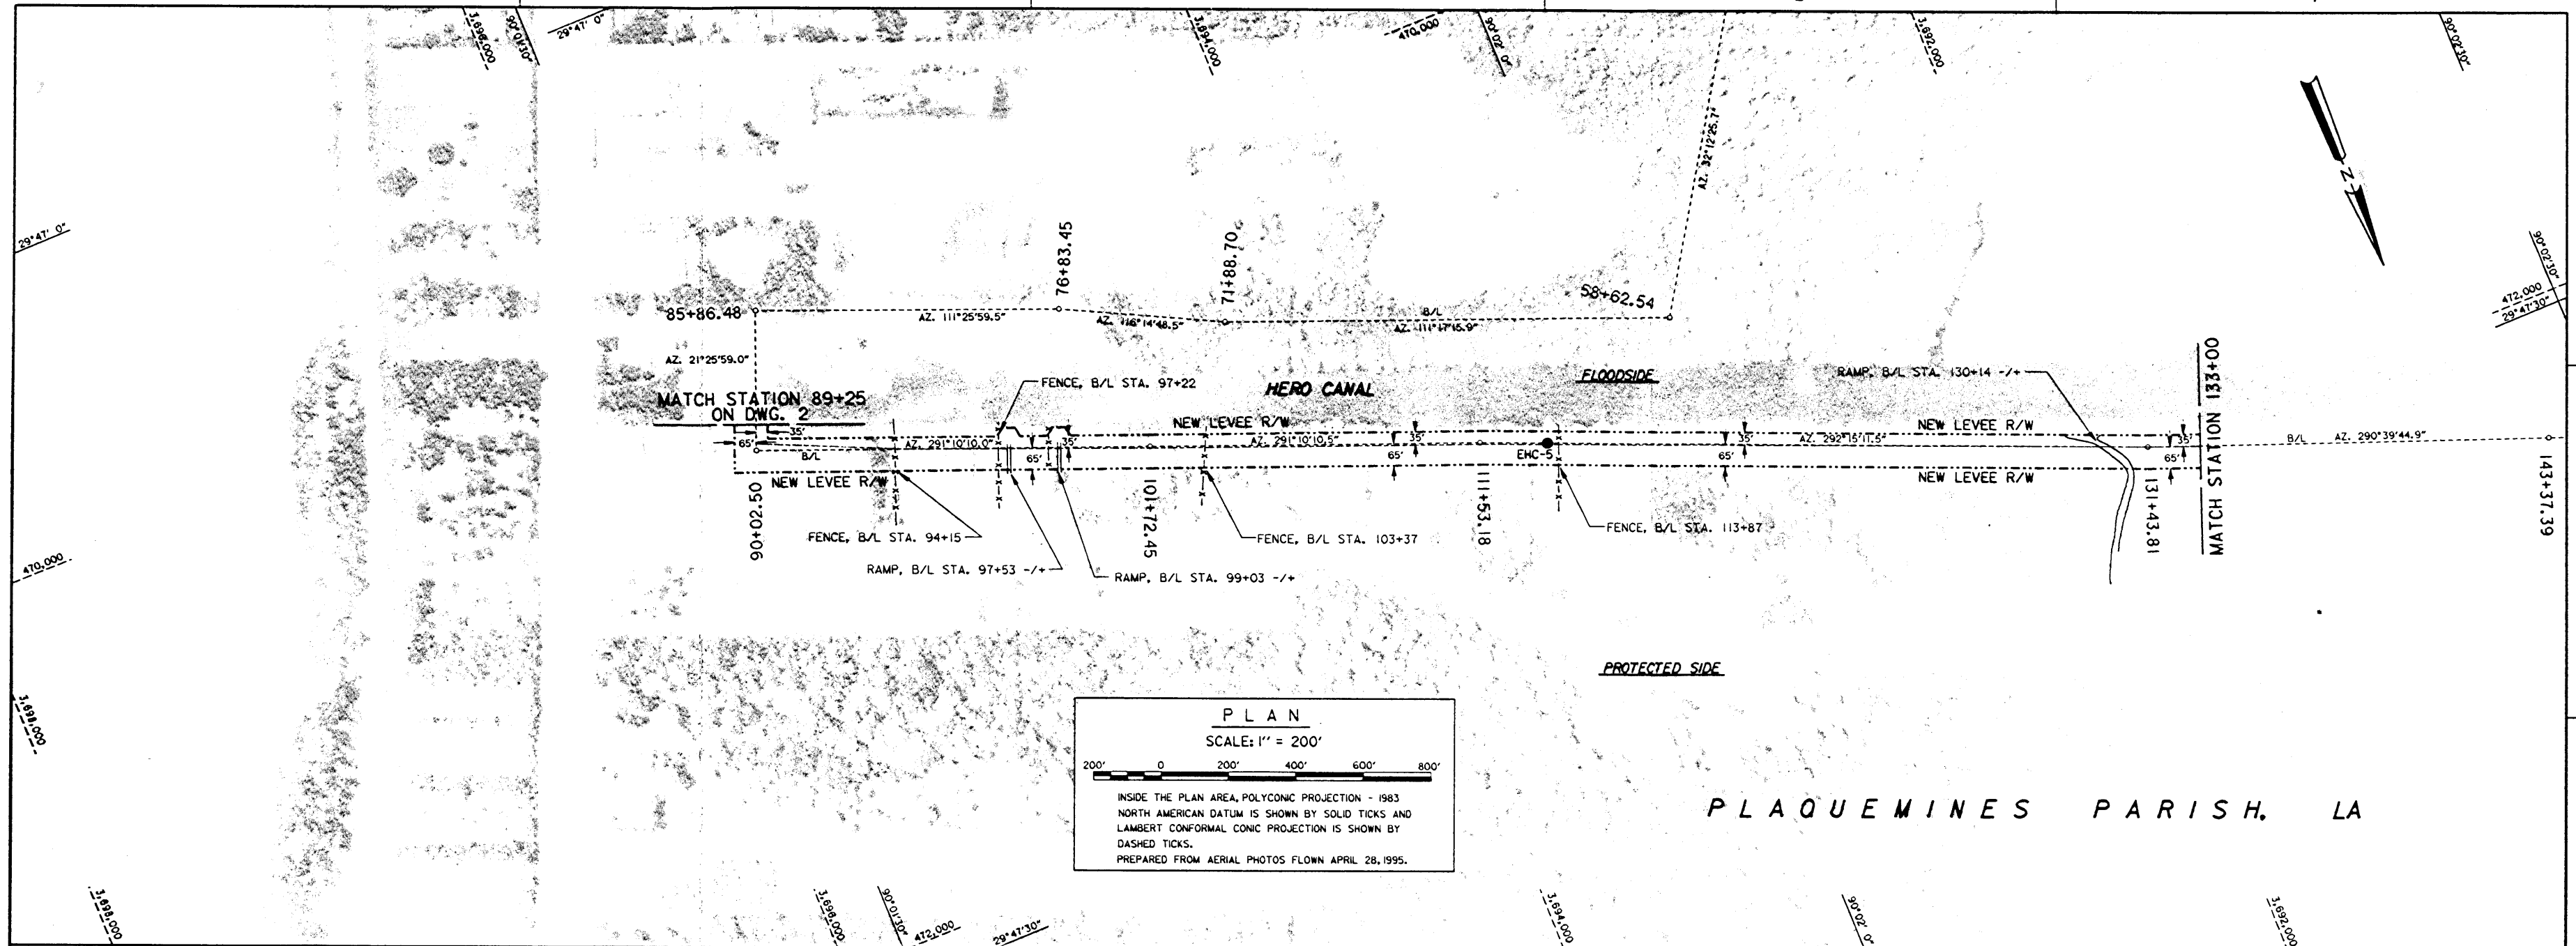 3,696,000
90°01'30"
29°47' 0"
3,694,000
470,000
90°02' 0"
3,692,000
90°02'30"
AZ. 32°12'25.7"
N
29°47' 0"
90°02'30"
472,000
29°47'30"
76+83.45
71+88.70
58+62.54
85+86.48
AZ. 111°25'59.5"
AZ. 116°14'48.5"
B/L
AZ. 111°17'15.9"
AZ. 21°25'59.0"
MATCH STATION 89+25
ON DWG. 2
FENCE, B/L STA. 97+22
HERO CANAL
FLOODSIDE
RAMP, B/L STA. 130+14 -/+
MATCH STATION 133+00
35'
65'
B/L
AZ. 291°10'10.0"
65'
35'
NEW LEVEE R/W
AZ. 291°10'10.5"
65'
35'
EHC-5
35'
65'
AZ. 292°15'11.5"
NEW LEVEE R/W
35'
65'
B/L AZ. 290°39'44.9"
NEW LEVEE R/W
NEW LEVEE R/W
90+02.50
101+72.45
111+53.18
131+43.81
143+37.39
FENCE, B/L STA. 94+15
FENCE, B/L STA. 103+37
FENCE, B/L STA. 113+87
RAMP, B/L STA. 97+53 -/+
RAMP, B/L STA. 99+03 -/+
470,000
PROTECTED SIDE
3,698,000
PLAN
SCALE: 1" = 200'
200' 0 200' 400' 600' 800'
INSIDE THE PLAN AREA, POLYCONIC PROJECTION - 1983
NORTH AMERICAN DATUM IS SHOWN BY SOLID TICKS AND
LAMBERT CONFORMAL CONIC PROJECTION IS SHOWN BY
DASHED TICKS.
PREPARED FROM AERIAL PHOTOS FLOWN APRIL 28, 1995.
PLAQUEMINES PARISH, LA
3,698,000
3,696,000
90°01'30"
472,000
29°47'30"
3,694,000
90°02' 0"
3,692,000